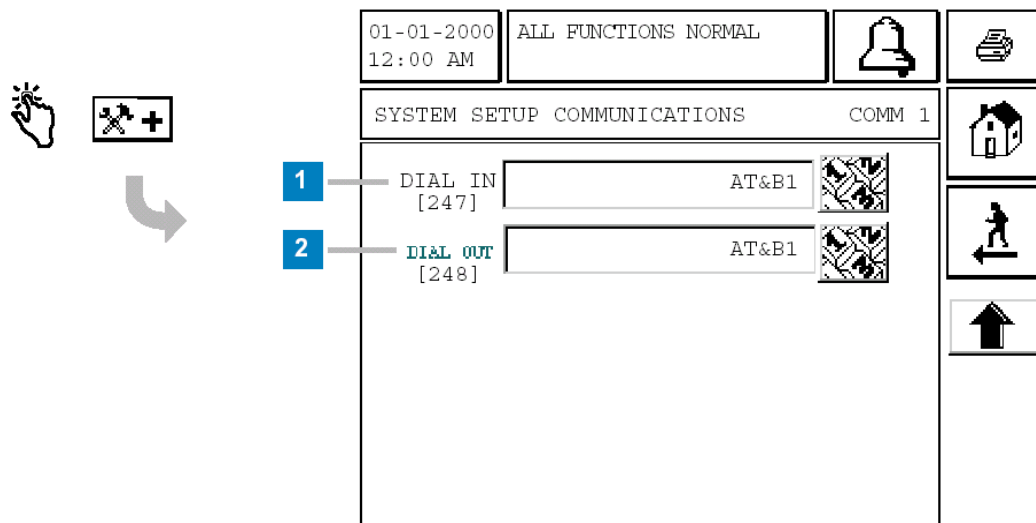 01-01-2000
12:00 AM
ALL FUNCTIONS NORMAL
SYSTEM SETUP COMMUNICATIONS COMM 1
1 DIAL IN AT&B1
[247]
2 DIAL OUT AT&B1
[248]